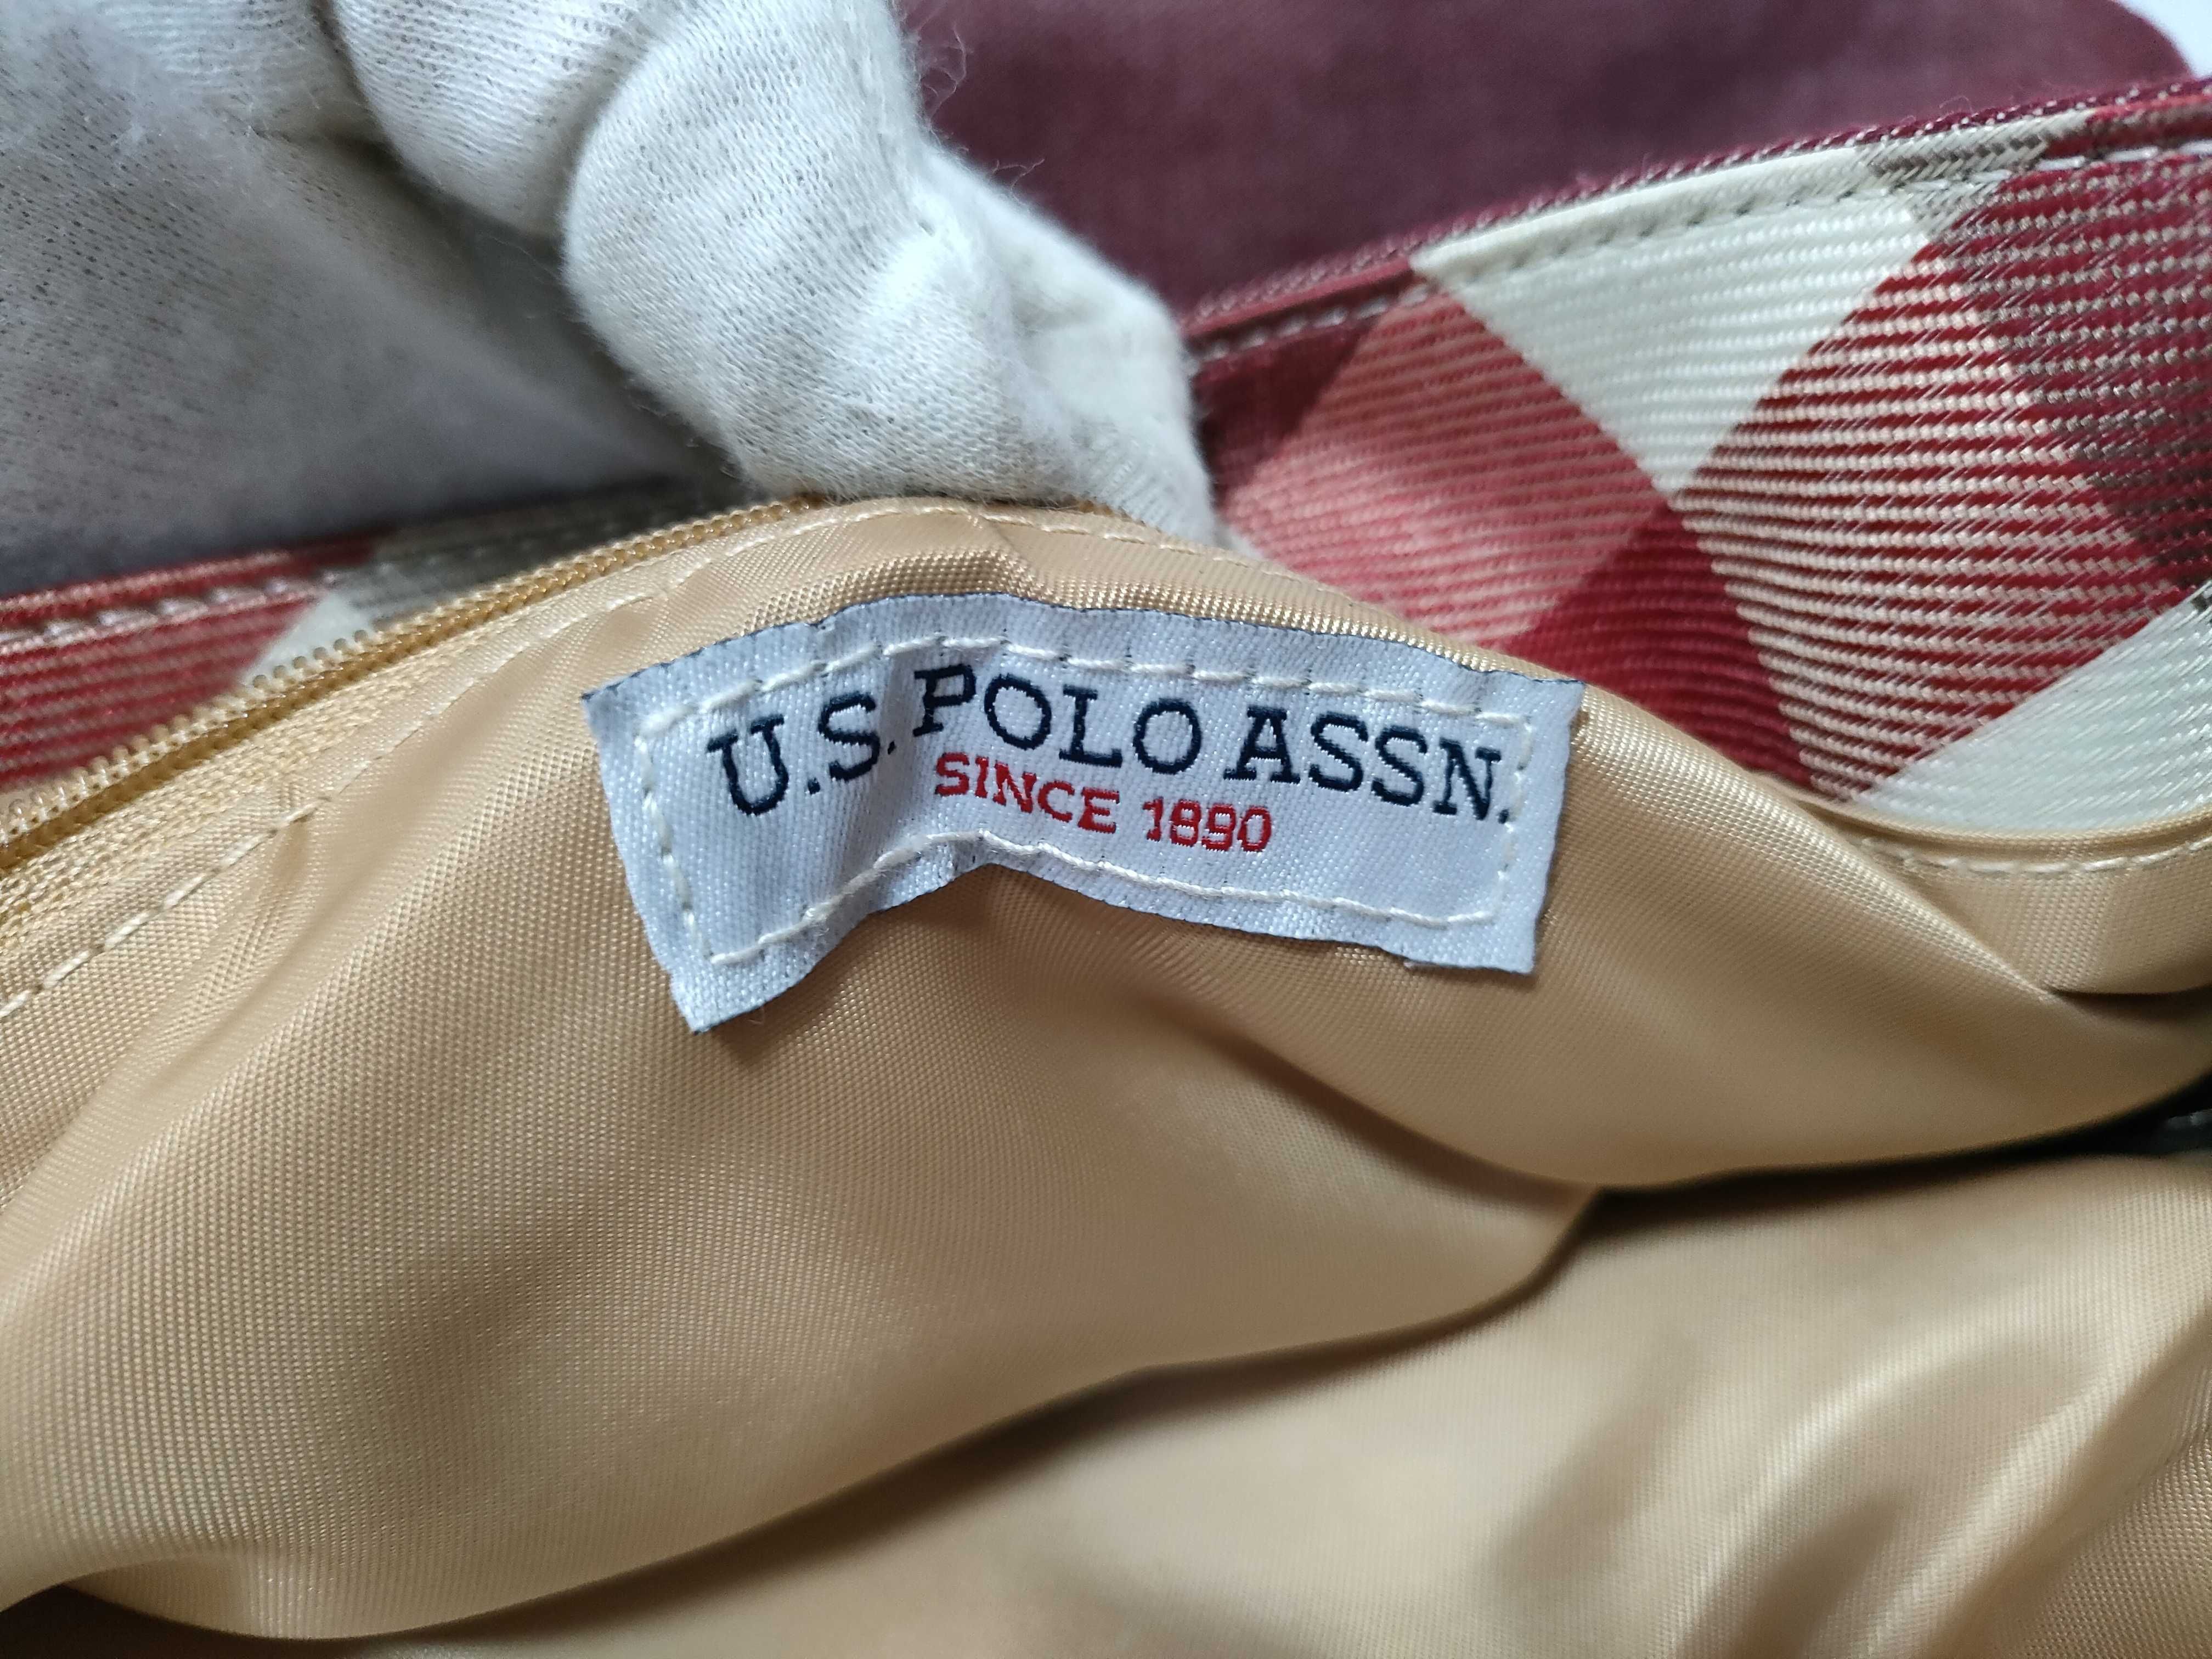 U.S. POLO ASSN.
SINCE 1890